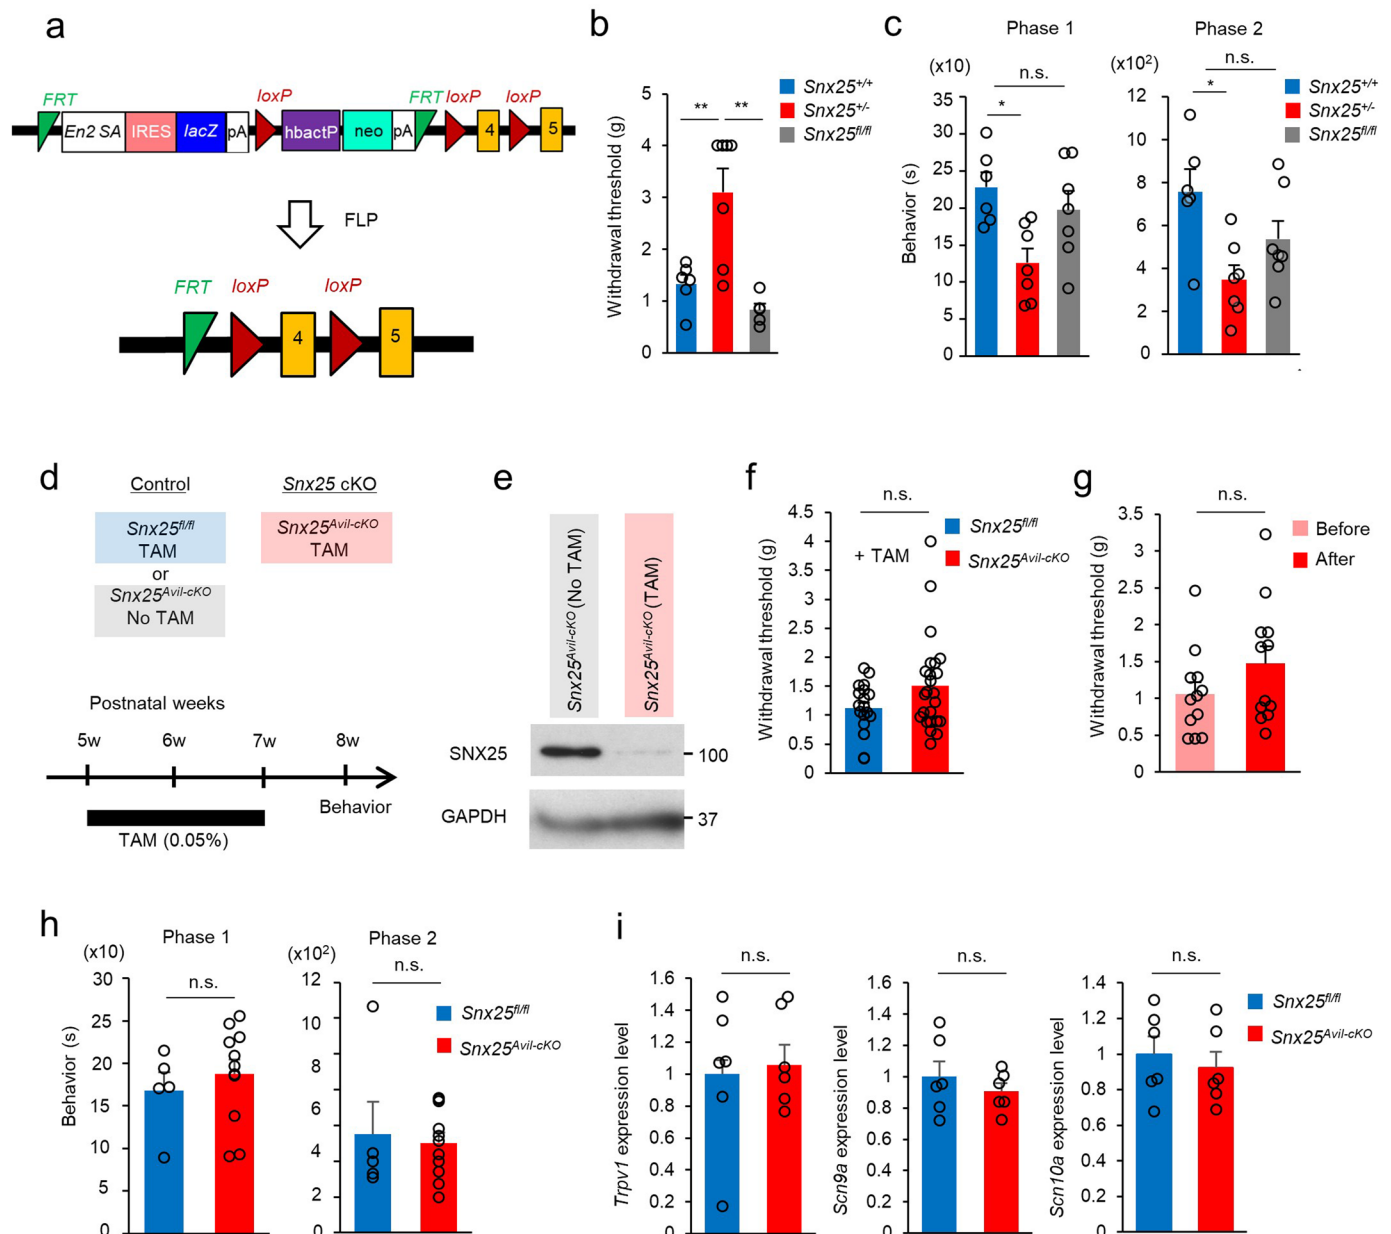 a
FRT loxP FRT loxP loxP
En2 SA IRES lacZ pA hbactP neo pA 4 5
FLP
FRT loxP loxP
4 5
b
Withdrawal threshold (g)
5
4
3
2
1
0
** **
Snx25+/+
Snx25+/-
Snx25fl/fl
c
Phase 1
(x10)
Behavior (s)
35
30
25
20
15
10
5
0
n.s.
*
Phase 2
(x10²)
12
10
8
6
4
2
0
n.s.
*
Snx25+/+
Snx25+/-
Snx25fl/fl
d
Control Snx25 cKO
Snx25fl/fl
TAM
or
Snx25Avil-cKO
No TAM
Snx25Avil-cKO
TAM
Postnatal weeks
5w 6w 7w 8w
Behavior
TAM (0.05%)
e
Snx25Avil-cKO (No TAM)
Snx25Avil-cKO (TAM)
SNX25 100
GAPDH 37
f
n.s.
Withdrawal threshold (g)
4.5
4
3.5
3
2.5
2
1.5
1
0.5
0
+ TAM
Snx25fl/fl
Snx25Avil-cKO
g
n.s.
Withdrawal threshold (g)
3.5
3
2.5
2
1.5
1
0.5
0
Before
After
h
Phase 1
(x10)
n.s.
Behavior (s)
30
25
20
15
10
5
0
Phase 2
(x10²)
n.s.
12
10
8
6
4
2
0
Snx25fl/fl
Snx25Avil-cKO
i
n.s.
Trpv1 expression level
1.6
1.4
1.2
1
0.8
0.6
0.4
0.2
0
n.s.
Scn9a expression level
1.6
1.4
1.2
1
0.8
0.6
0.4
0.2
0
n.s.
Scn10a expression level
1.4
1.2
1
0.8
0.6
0.4
0.2
0
Snx25fl/fl
Snx25Avil-cKO